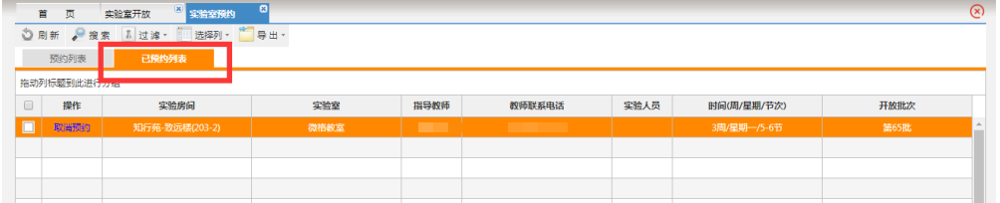 首 页 实验室开放 实验室预约
刷新 搜索 过滤 选择列 导出
预约列表 已预约列表
拖动列标题到此进行分组
操作 实验房间 实验室 指导教师 教师联系电话 实验人员 时间(周/星期/节次) 开放批次
取消预约 知行苑-致远楼(203-2) 微格教室 3周/星期一/5-6节 第65批